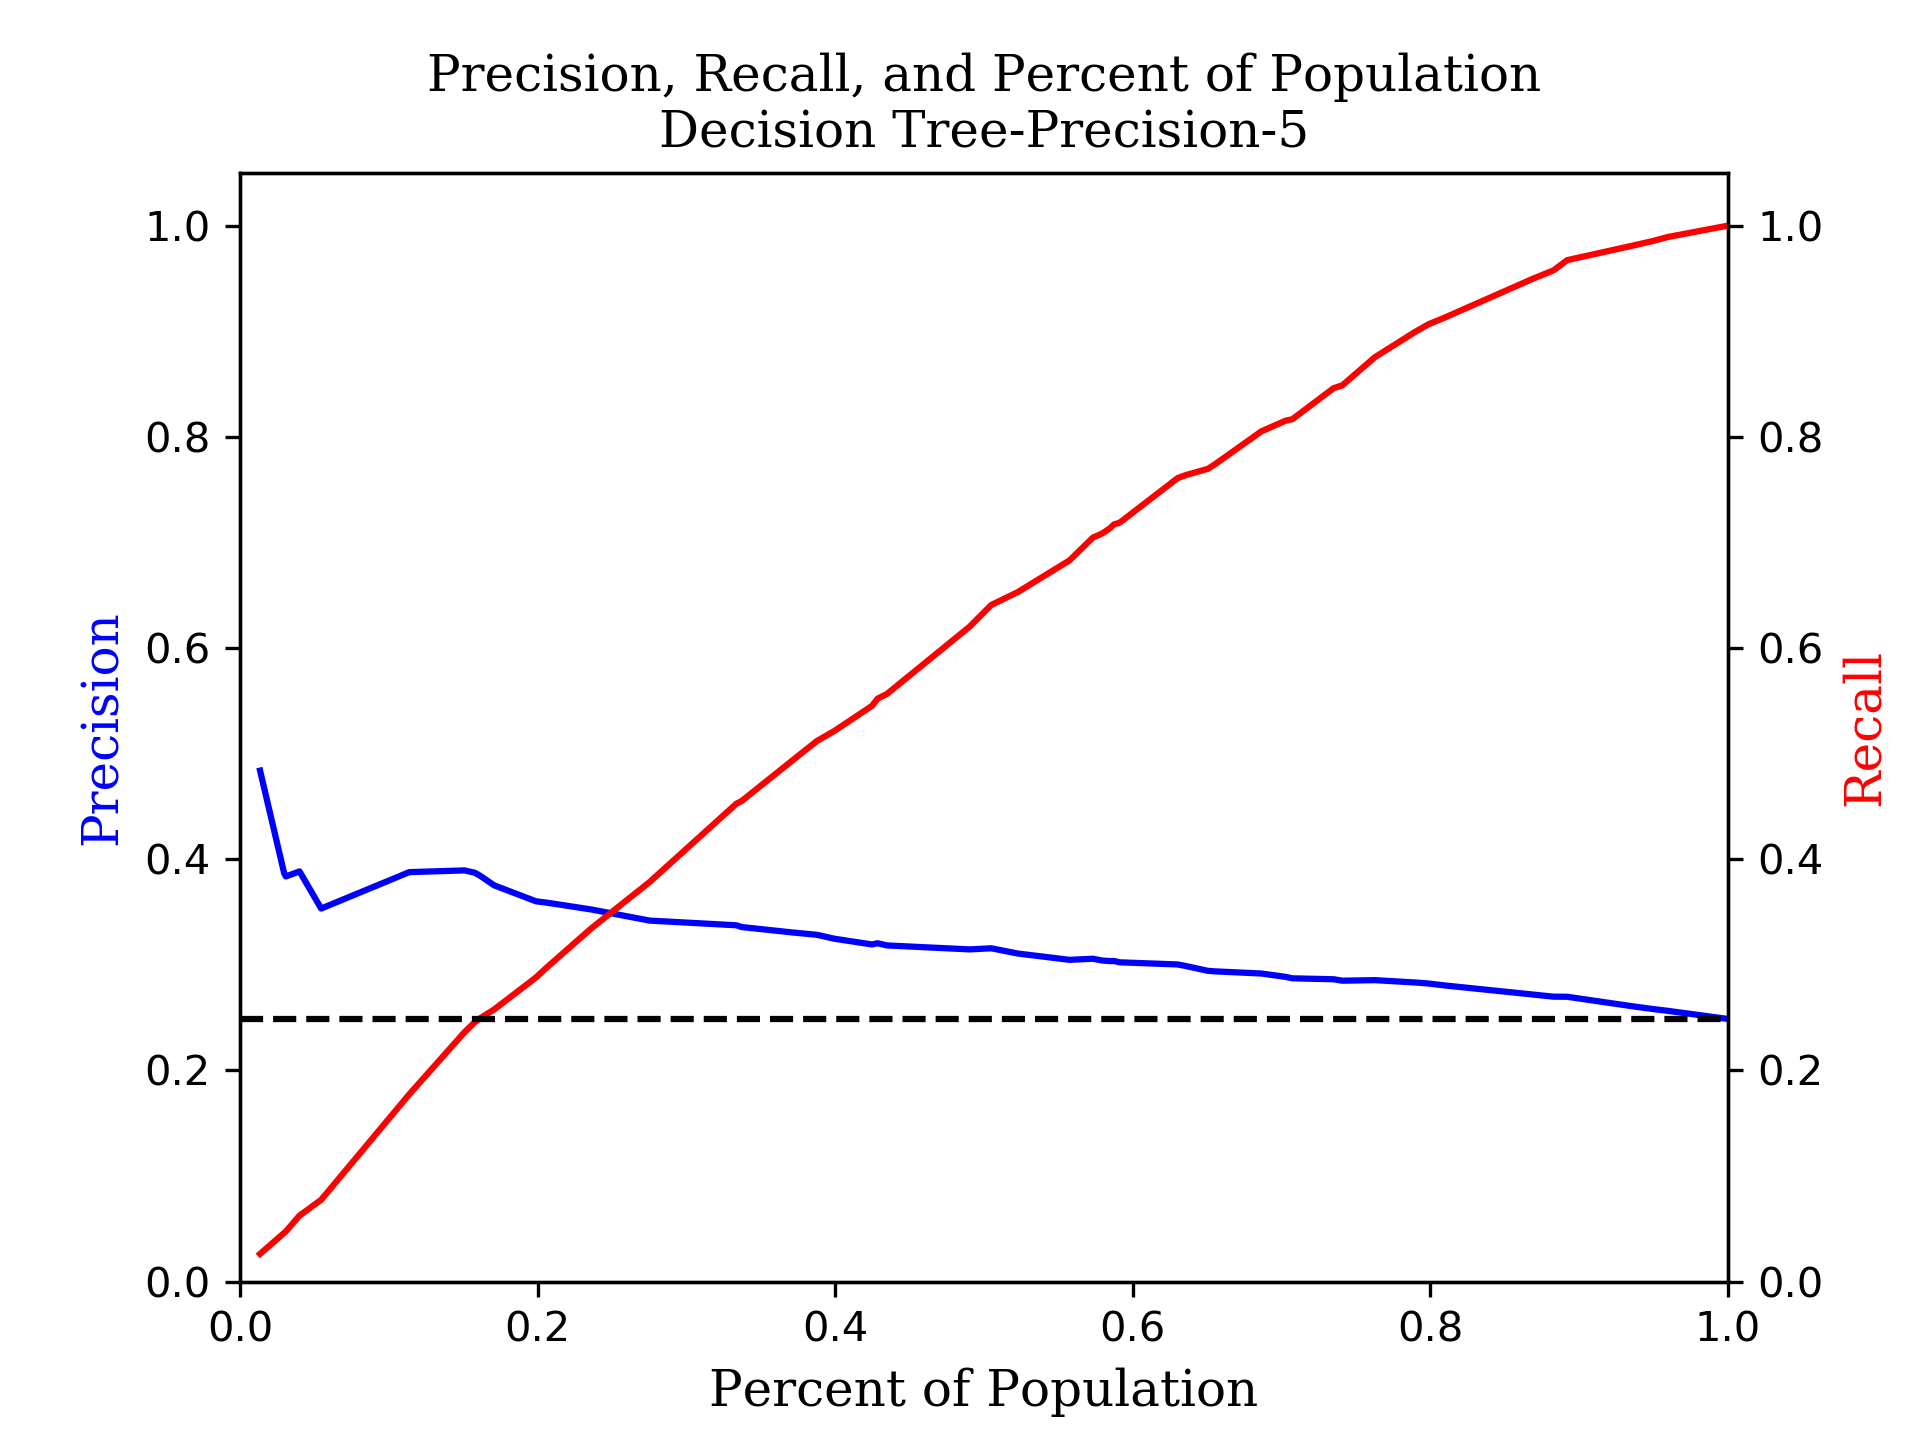 Precision, Recall, and Percent of Population
Decision Tree-Precision-5
1.0
0.8
0.6
0.4
0.2
0.0
Precision
1.0
0.8
0.6
0.4
0.2
0.0
Recall
0.0 0.2 0.4 0.6 0.8 1.0
Percent of Population